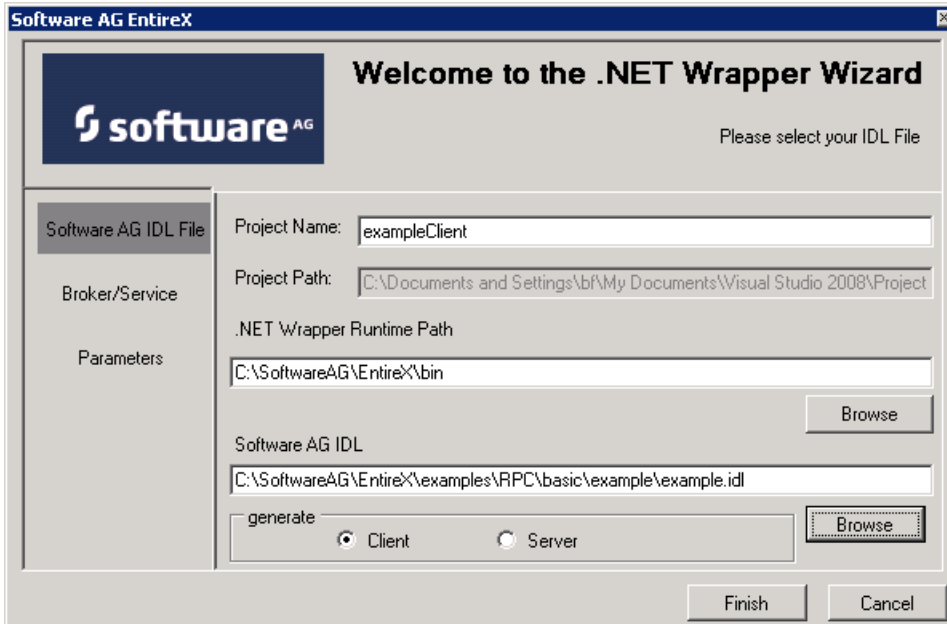 Software AG EntireX
software AG
Welcome to the .NET Wrapper Wizard
Please select your IDL File
Software AG IDL File
Broker/Service
Parameters
Project Name:
exampleClient
Project Path:
C:\Documents and Settings\bf\My Documents\Visual Studio 2008\Project
.NET Wrapper Runtime Path
C:\SoftwareAG\EntireX\bin
Browse
Software AG IDL
C:\SoftwareAG\EntireX\examples\RPC\basic\example\example.idl
Browse
generate
Client
Server
Finish
Cancel